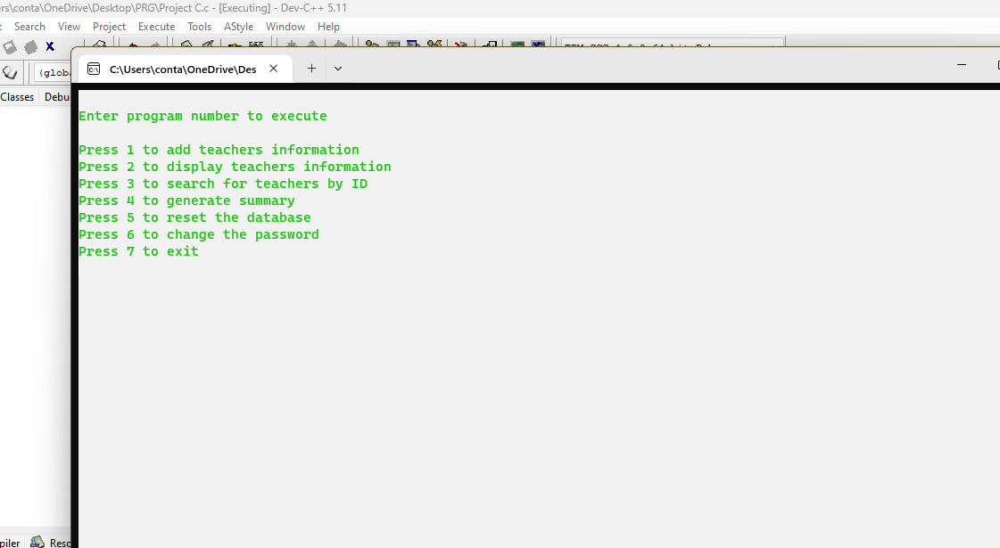 ers\conta\OneDrive\Desktop\PRG\Project C.c - [Executing] - Dev-C++ 5.11
t Search View Project Execute Tools AStyle Window Help
(globa
C:\Users\conta\OneDrive\Des
Classes Debu
Enter program number to execute
Press 1 to add teachers information
Press 2 to display teachers information
Press 3 to search for teachers by ID
Press 4 to generate summary
Press 5 to reset the database
Press 6 to change the password
Press 7 to exit
piler Reso